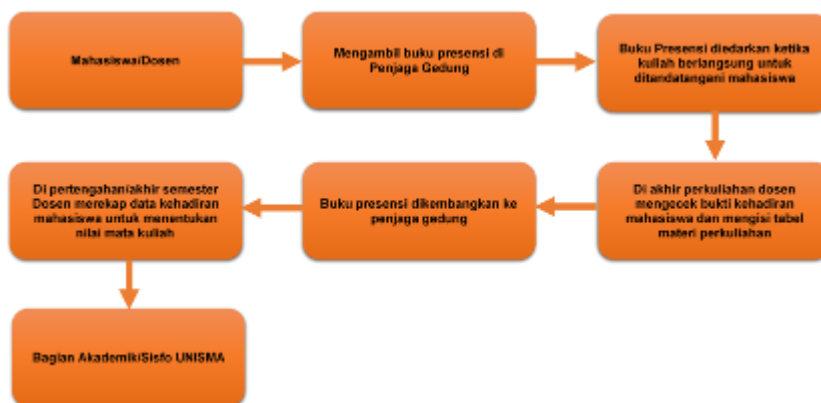 Mahasiswa/Dosen
Mengambil buku presensi di
Penjaga Gedung
Buku Presensi diedarkan ketika
kuliah berlangsung untuk
ditandatangani mahasiswa
Di akhir perkuliahan dosen
mengecek bukti kehadiran
mahasiswa dan mengisi tabel
materi perkuliahan
Buku presensi dikembangkan ke
penjaga gedung
Di pertengahan/akhir semester
Dosen merekap data kehadiran
mahasiswa untuk menentukan
nilai mata kuliah
Bagian Akademik/Sisfo UNISMA